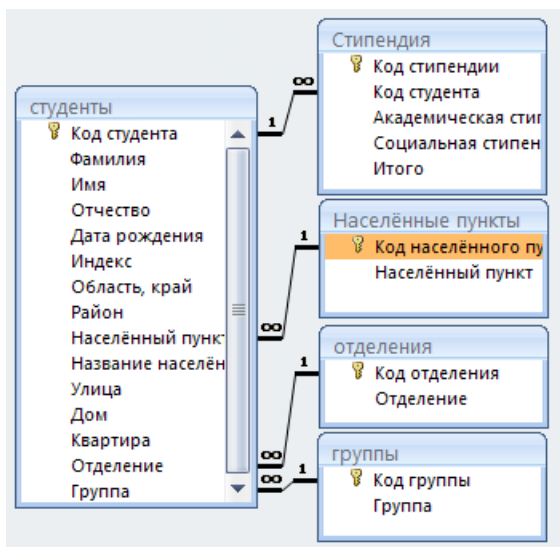 студенты
Код студента
Фамилия
Имя
Отчество
Дата рождения
Индекс
Область, край
Район
Населённый пункт
Название населён
Улица
Дом
Квартира
Отделение
Группа
1
∞
1
∞
1
∞
∞
1
Стипендия
Код стипендии
Код студента
Академическая стип
Социальная стипен
Итого
Населённые пункты
Код населённого пу
Населённый пункт
отделения
Код отделения
Отделение
группы
Код группы
Группа